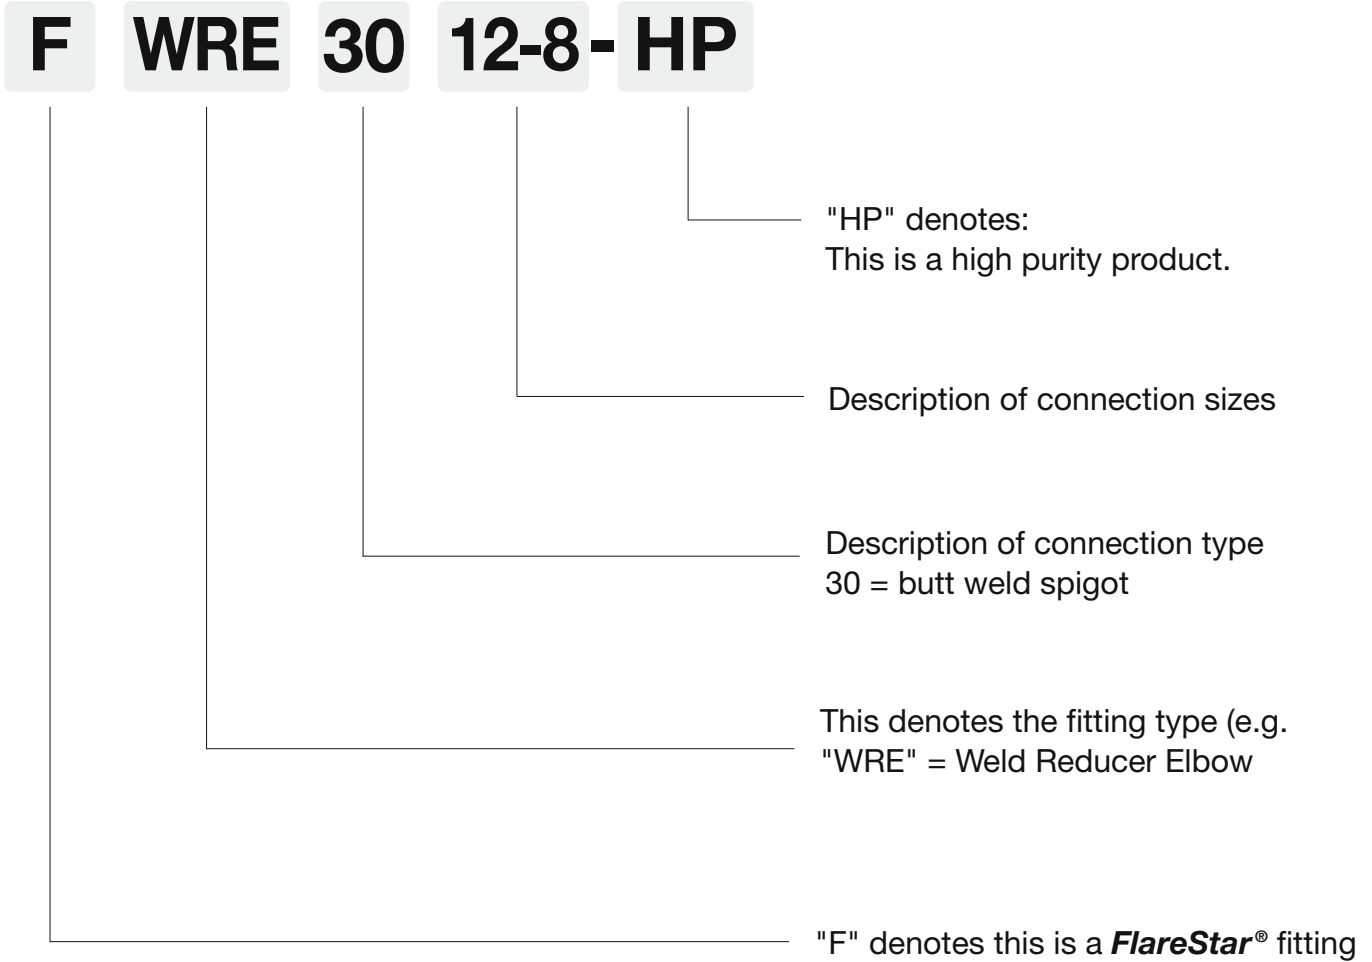 F WRE 30 12-8-HP
"HP" denotes:
This is a high purity product.
Description of connection sizes
Description of connection type
30 = butt weld spigot
This denotes the fitting type (e.g.
"WRE" = Weld Reducer Elbow
"F" denotes this is a FlareStar® fitting